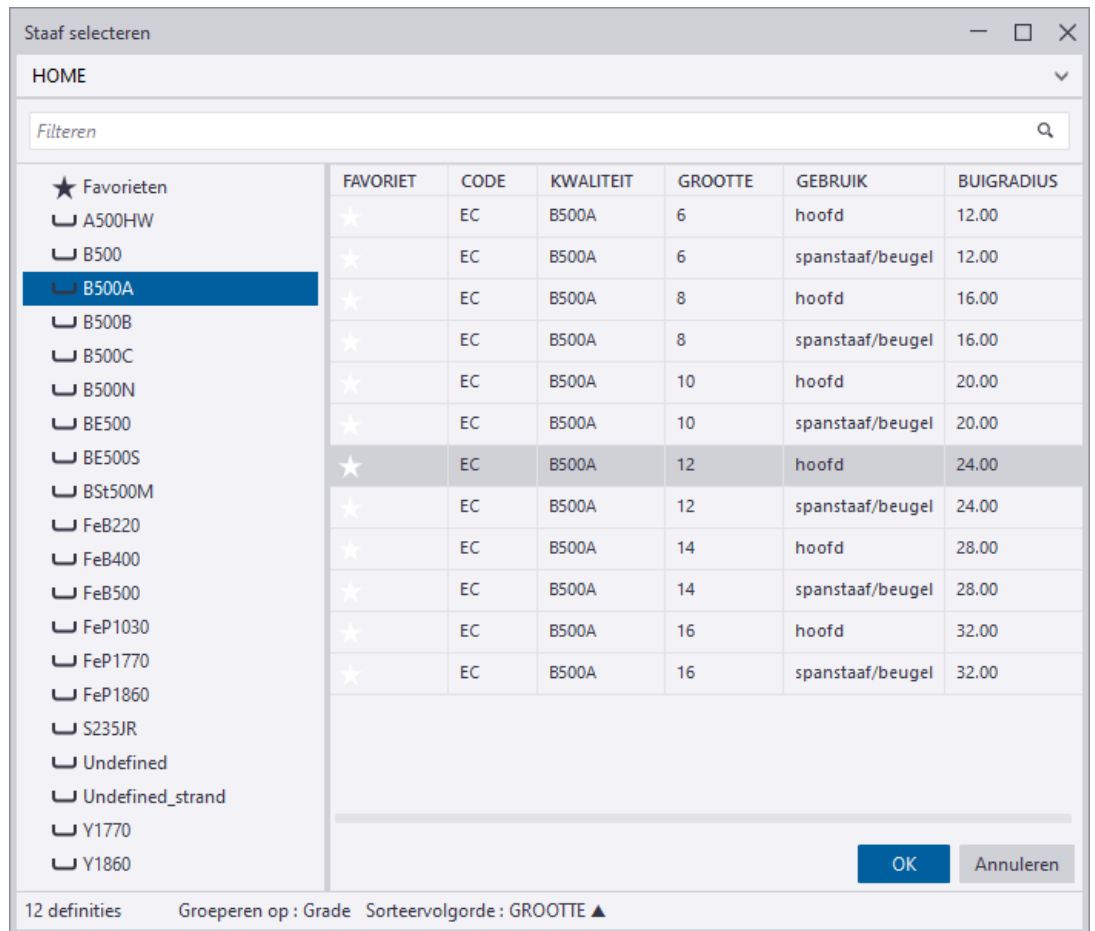 Staaf selecteren
HOME
Filteren
Favorieten
A500HW
B500
B500A
B500B
B500C
B500N
BE500
BE500S
BSt500M
FeB220
FeB400
FeB500
FeP1030
FeP1770
FeP1860
S235JR
Undefined
Undefined_strand
Y1770
Y1860
FAVORIET CODE KWALITEIT GROOTTE GEBRUIK BUIGRADIUS
EC B500A 6 hoofd 12.00
EC B500A 6 spanstaaf/beugel 12.00
EC B500A 8 hoofd 16.00
EC B500A 8 spanstaaf/beugel 16.00
EC B500A 10 hoofd 20.00
EC B500A 10 spanstaaf/beugel 20.00
EC B500A 12 hoofd 24.00
EC B500A 12 spanstaaf/beugel 24.00
EC B500A 14 hoofd 28.00
EC B500A 14 spanstaaf/beugel 28.00
EC B500A 16 hoofd 32.00
EC B500A 16 spanstaaf/beugel 32.00
OK Annuleren
12 definities Groeperen op : Grade Sorteervolgorde : GROOTTE ▲